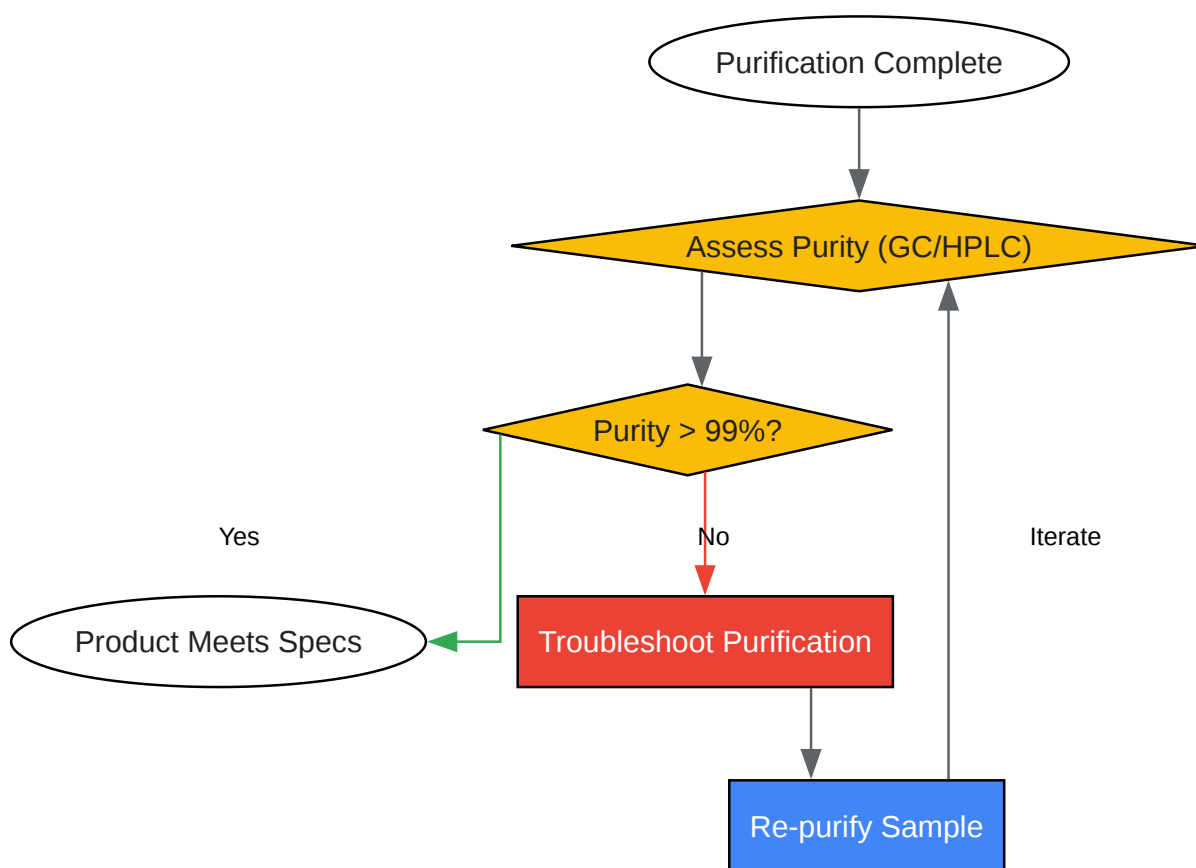 Purification Complete
Assess Purity (GC/HPLC)
Purity > 99%?
Yes
No
Iterate
Product Meets Specs
Troubleshoot Purification
Re-purify Sample